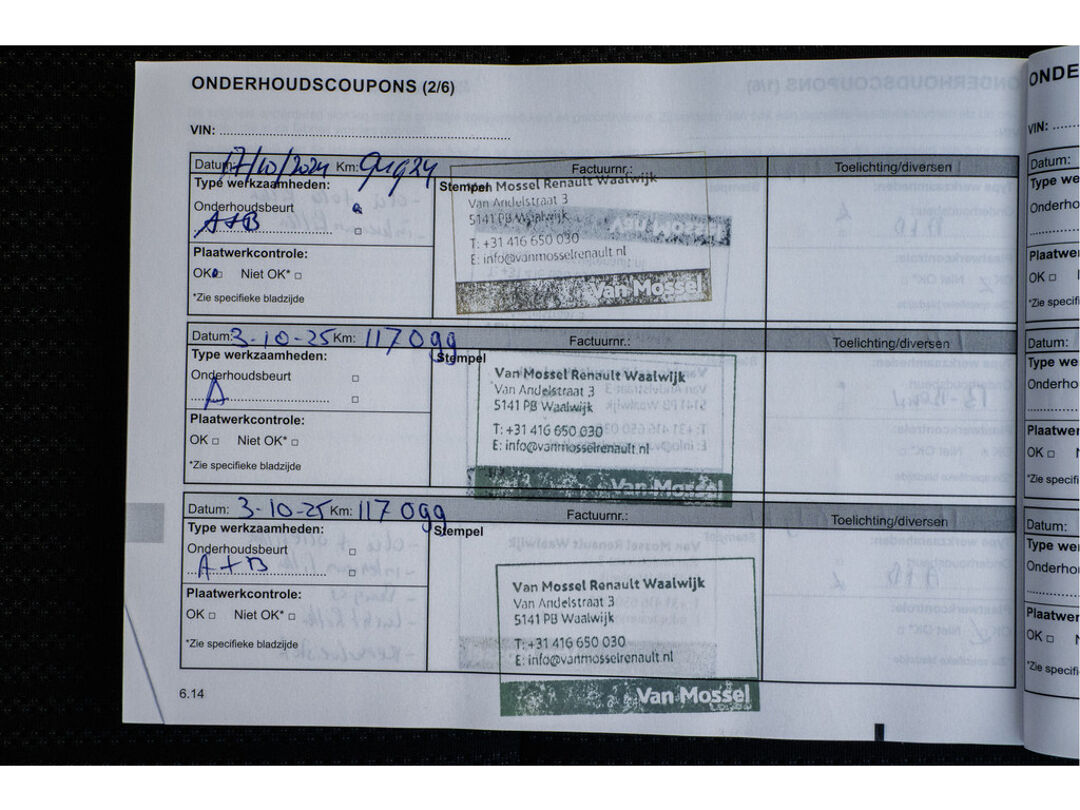 ONDERHOUDSCOUPONS (2/6)
VIN:
Datum: 17/10/2024 Km: 94924 Factuurnr.: Toelichting/diversen
Type werkzaamheden: Stempel
Onderhoudsbeurt
A+B
Plaatwerkcontrole:
OK Niet OK*
*Zie specifieke bladzijde
Van Mossel Renault Waalwijk
Van Andelstraat 3
5141 PB Waalwijk
T: +31 416 650 030
E: info@vanmosselrenault.nl
Van Mossel
Datum: 3-10-25 Km: 117099 Factuurnr.: Toelichting/diversen
Type werkzaamheden: Stempel
Onderhoudsbeurt
A
Plaatwerkcontrole:
OK Niet OK*
*Zie specifieke bladzijde
Van Mossel Renault Waalwijk
Van Andelstraat 3
5141 PB Waalwijk
T: +31 416 650 030
E: info@vanmosselrenault.nl
Van Mossel
Datum: 3-10-25 Km: 117099 Factuurnr.: Toelichting/diversen
Type werkzaamheden: Stempel
Onderhoudsbeurt
A+B
Plaatwerkcontrole:
OK Niet OK*
*Zie specifieke bladzijde
Van Mossel Renault Waalwijk
Van Andelstraat 3
5141 PB Waalwijk
T: +31 416 650 030
E: info@vanmosselrenault.nl
Van Mossel
6.14
ONDE
VIN:
Datum:
Type we
Onderho
Plaatwer
OK
*Zie specifi
Datum:
Type we
Onderho
Plaatwer
OK
*Zie specifi
Datum:
Type we
Onderho
Plaatwer
OK
*Zie specifi